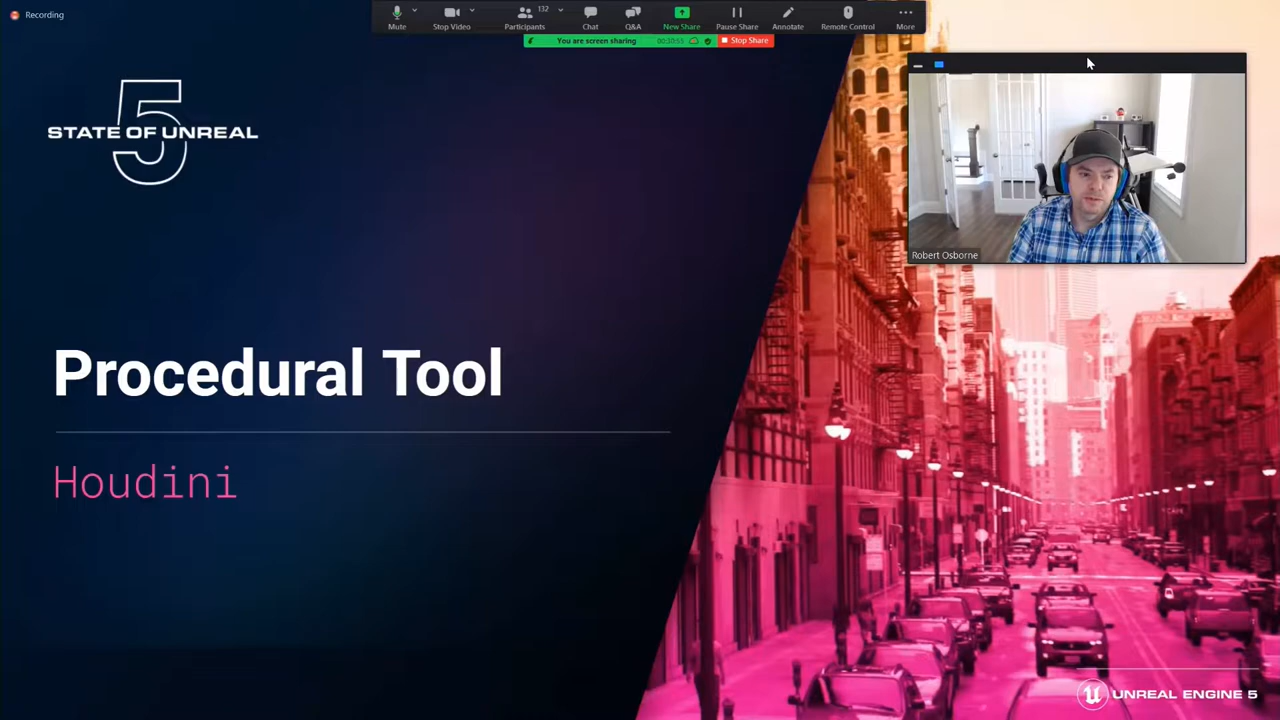 Recording
Mute
Stop Video
Participants
132
Chat
Q&A
New Share
Pause Share
Annotate
Remote Control
More
You are screen sharing
Stop Share
5
STATE OF UNREAL
Robert Osborne
Procedural Tool
Houdini
UNREAL ENGINE 5